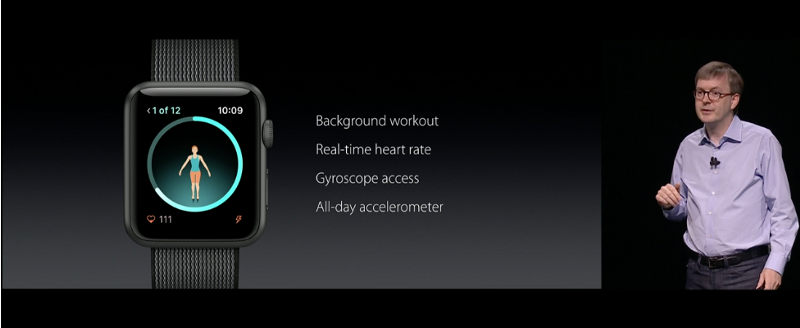 ‹1 of 12 10:09
111
Background workout
Real-time heart rate
Gyroscope access
All-day accelerometer